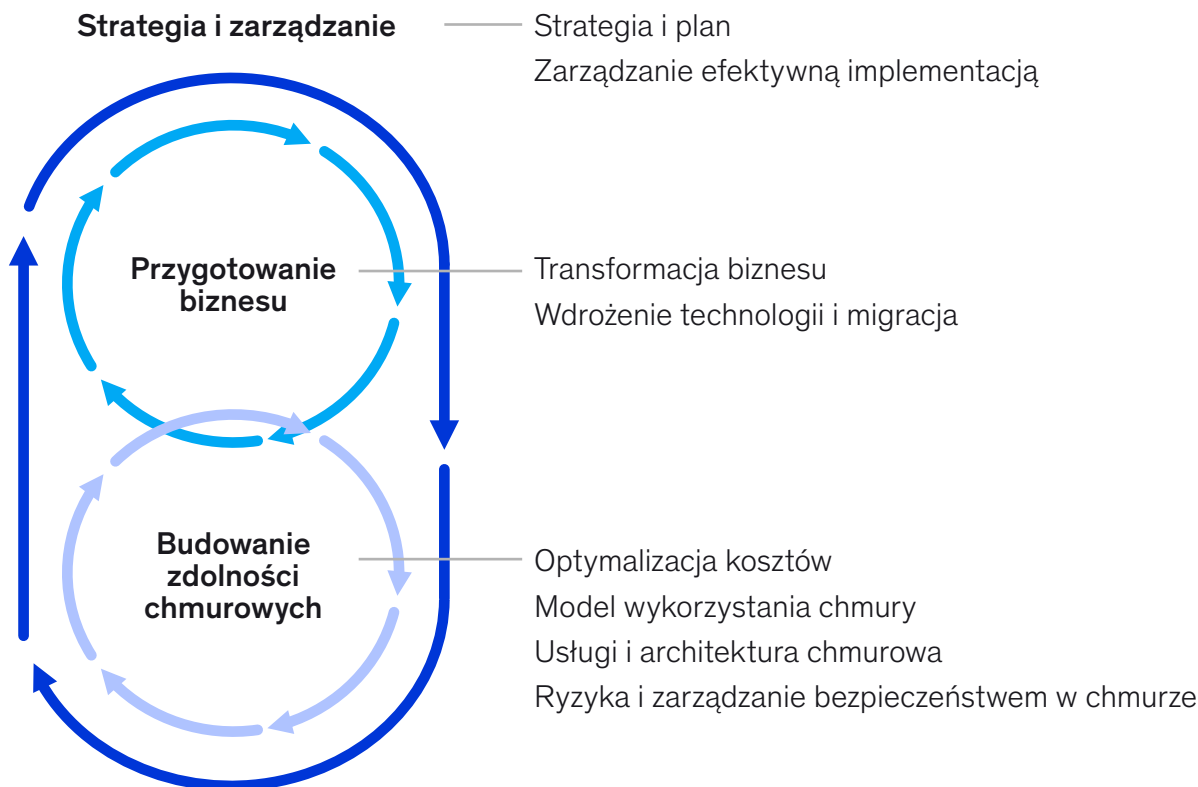 Strategia i zarządzanie
Strategia i plan
Zarządzanie efektywną implementacją
Przygotowanie
biznesu
Transformacja biznesu
Wdrożenie technologii i migracja
Budowanie
zdolności
chmurowych
Optymalizacja kosztów
Model wykorzystania chmury
Usługi i architektura chmurowa
Ryzyka i zarządzanie bezpieczeństwem w chmurze